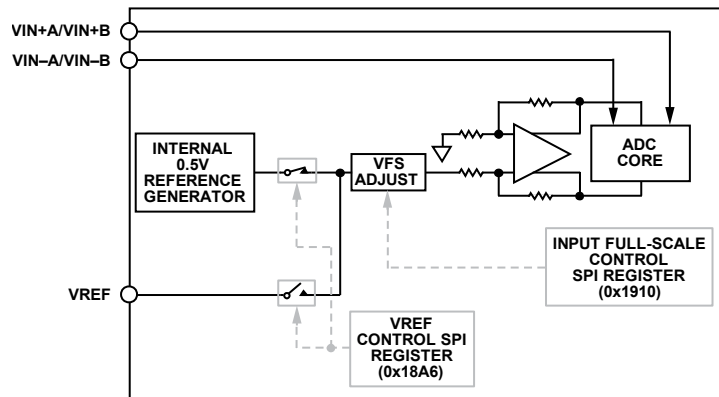 VIN+A/VIN+B
VIN–A/VIN–B
INTERNAL
0.5V
REFERENCE
GENERATOR
VFS
ADJUST
ADC
CORE
INPUT FULL-SCALE
CONTROL
SPI REGISTER
(0x1910)
VREF
VREF
CONTROL SPI
REGISTER
(0x18A6)